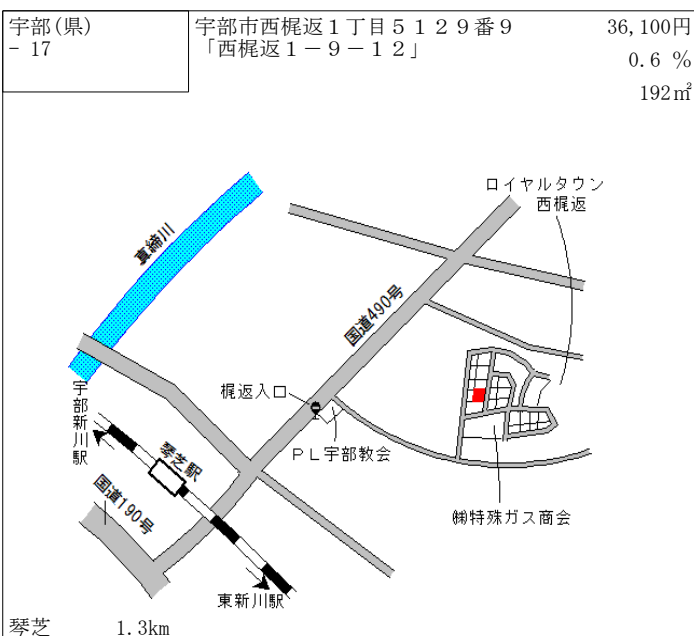 宇部(県)
- 17
宇部市西梶返１丁目５１２９番９
「西梶返１－９－１２」
36,100円
0.6 %
192㎡
ロイヤルタウン
西梶返
真締川
国道490号
梶返入口
宇部新川駅
琴芝駅
ＰＬ宇部教会
国道190号
㈱特殊ガス商会
東新川駅
琴芝 1.3km